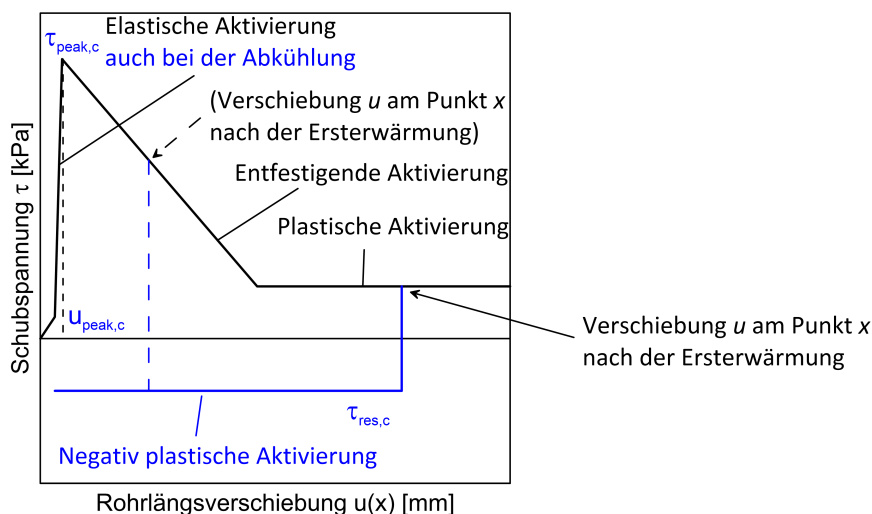 Elastische Aktivierung
auch bei der Abkühlung
τpeak,c
(Verschiebung u am Punkt x
nach der Ersterwärmung)
Entfestigende Aktivierung
Plastische Aktivierung
Schubspannung τ [kPa]
upeak,c
Verschiebung u am Punkt x
nach der Ersterwärmung
τres,c
Negativ plastische Aktivierung
Rohrlängsverschiebung u(x) [mm]